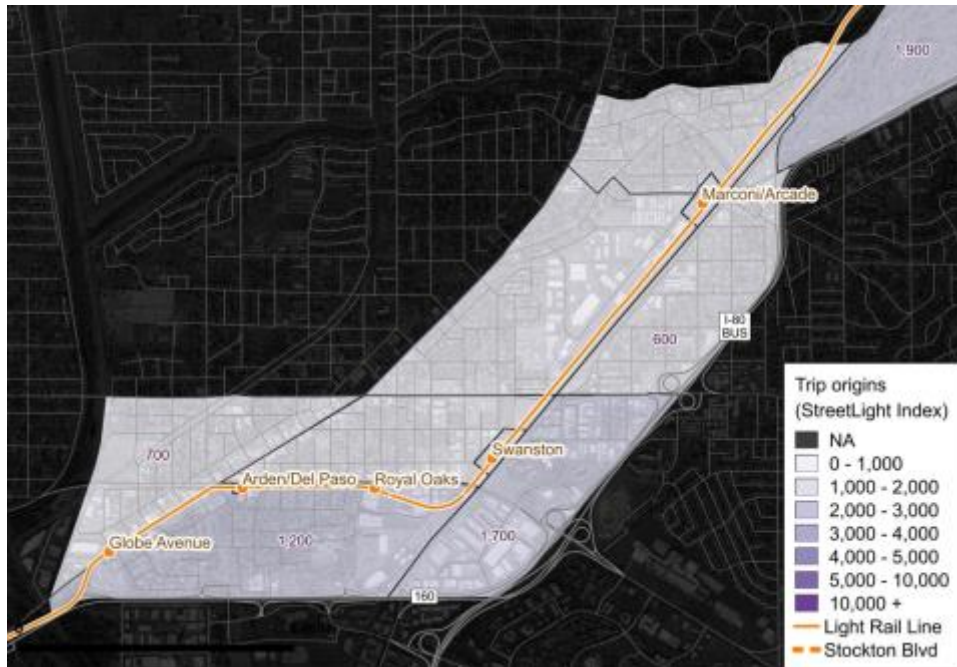 1,900
Marconi/Arcade
I-80
BUS
600
Swanston
700
Arden/Del Paso
Royal Oaks
Globe Avenue
1,200
1,700
160
Trip origins
(StreetLight Index)
NA
0 - 1,000
1,000 - 2,000
2,000 - 3,000
3,000 - 4,000
4,000 - 5,000
5,000 - 10,000
10,000 +
Light Rail Line
Stockton Blvd